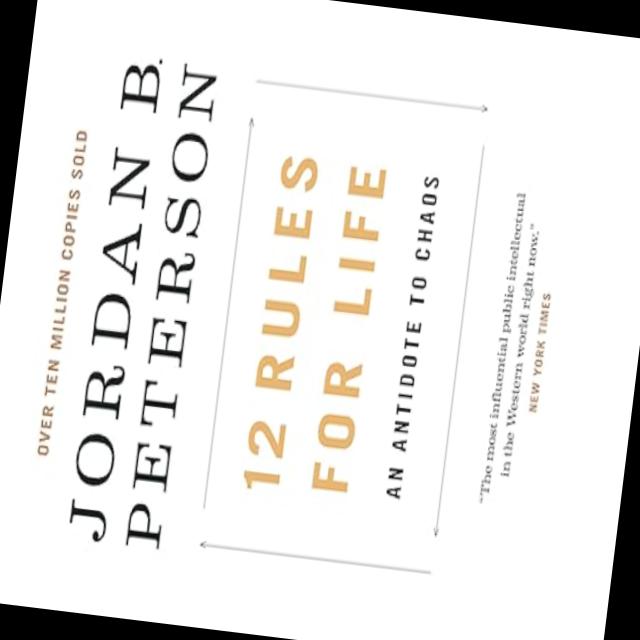 OVER TEN MILLION COPIES SOLD
JORDAN B.
PETERSON
12 RULES
FOR LIFE
AN ANTIDOTE TO CHAOS
“The most influential public intellectual
in the Western world right now.”
NEW YORK TIMES